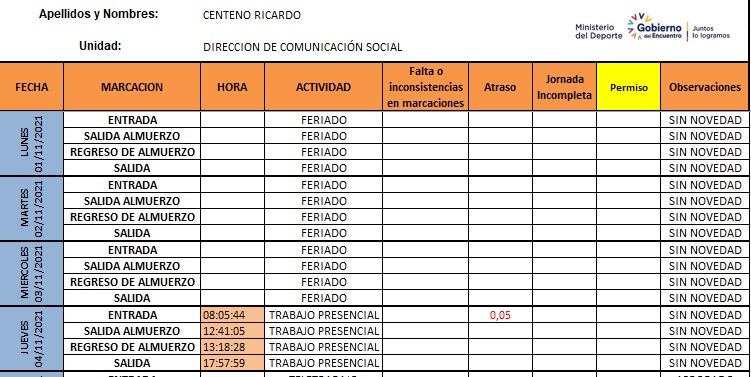 Apellidos y Nombres: CENTENO RICARDO
Ministerio del Deporte
Gobierno del Encuentro
Juntos lo logramos
Unidad: DIRECCION DE COMUNICACIÓN SOCIAL
FECHA MARCACION HORA ACTIVIDAD Falta o inconsistencias en marcaciones Atraso Jornada Incompleta Permiso Observaciones
LUNES 01/11/2021
ENTRADA FERIADO SIN NOVEDAD
SALIDA ALMUERZO FERIADO SIN NOVEDAD
REGRESO DE ALMUERZO FERIADO SIN NOVEDAD
SALIDA FERIADO SIN NOVEDAD
MARTES 02/11/2021
ENTRADA FERIADO SIN NOVEDAD
SALIDA ALMUERZO FERIADO SIN NOVEDAD
REGRESO DE ALMUERZO FERIADO SIN NOVEDAD
SALIDA FERIADO SIN NOVEDAD
MIERCOLES 03/11/2021
ENTRADA FERIADO SIN NOVEDAD
SALIDA ALMUERZO FERIADO SIN NOVEDAD
REGRESO DE ALMUERZO FERIADO SIN NOVEDAD
SALIDA FERIADO SIN NOVEDAD
JUEVES 04/11/2021
ENTRADA 08:05:44 TRABAJO PRESENCIAL 0,05 SIN NOVEDAD
SALIDA ALMUERZO 12:41:05 TRABAJO PRESENCIAL SIN NOVEDAD
REGRESO DE ALMUERZO 13:18:28 TRABAJO PRESENCIAL SIN NOVEDAD
SALIDA 17:57:59 TRABAJO PRESENCIAL SIN NOVEDAD